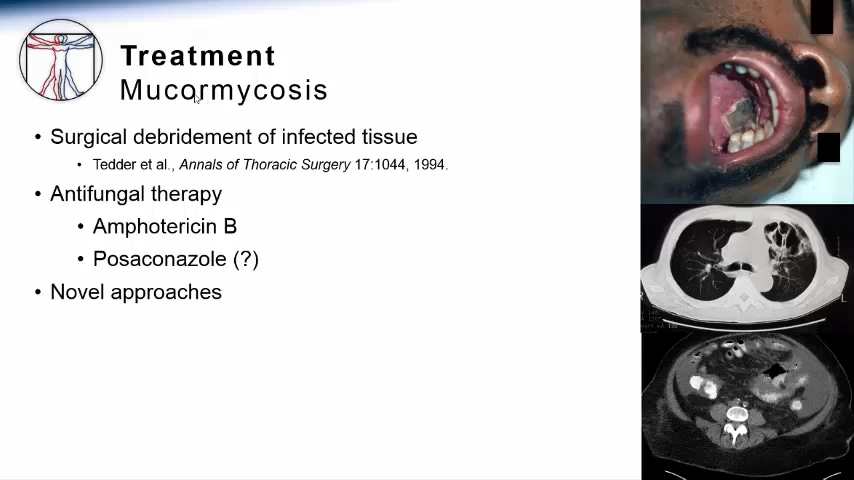 Treatment
Mucormycosis
• Surgical debridement of infected tissue
• Tedder et al., Annals of Thoracic Surgery 17:1044, 1994.
• Antifungal therapy
• Amphotericin B
• Posaconazole (?)
• Novel approaches
R
L